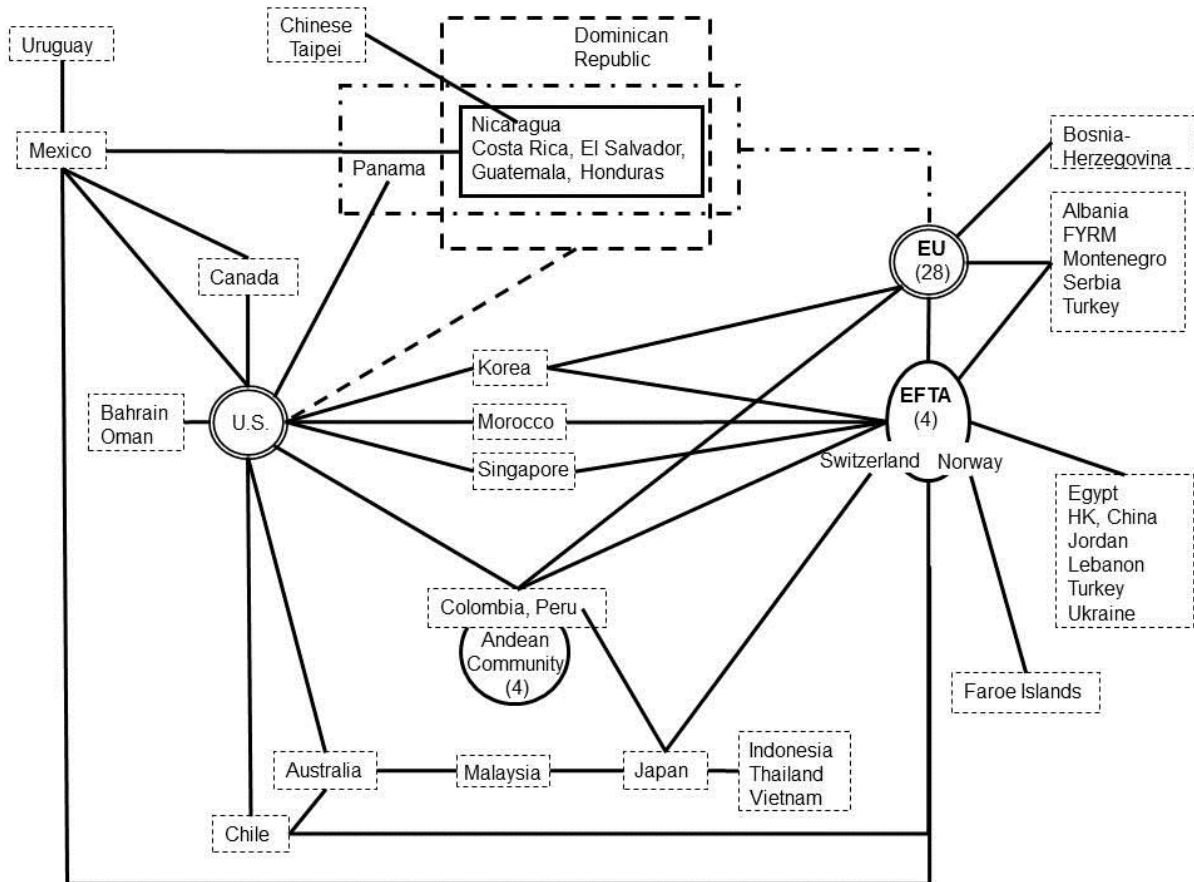 Uruguay
Chinese
Taipei
Dominican
Republic
Mexico
Panama
Nicaragua
Costa Rica, El Salvador,
Guatemala, Honduras
Bosnia-
Herzegovina
EU
(28)
Albania
FYRM
Montenegro
Serbia
Turkey
Canada
Korea
Bahrain
Oman
U.S.
Morocco
Singapore
EFTA
(4)
Switzerland
Norway
Egypt
HK, China
Jordan
Lebanon
Turkey
Ukraine
Colombia, Peru
Andean
Community
(4)
Faroe Islands
Australia
Malaysia
Japan
Indonesia
Thailand
Vietnam
Chile